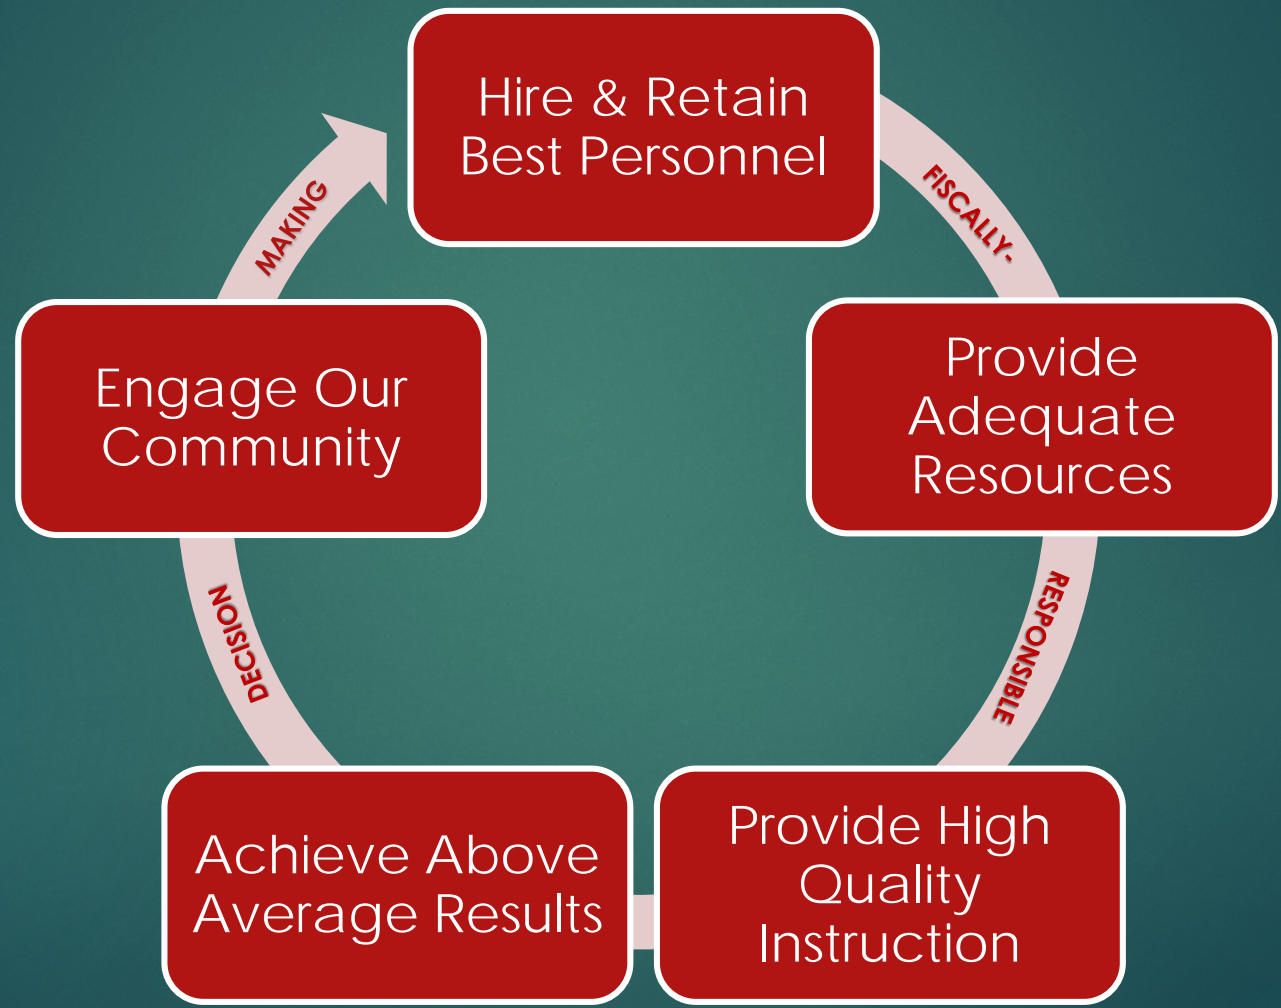 Hire & Retain
Best Personnel
FISCALLY-
Provide
Adequate
Resources
RESPONSIBLE
Provide High
Quality
Instruction
Achieve Above
Average Results
DECISION
Engage Our
Community
MAKING